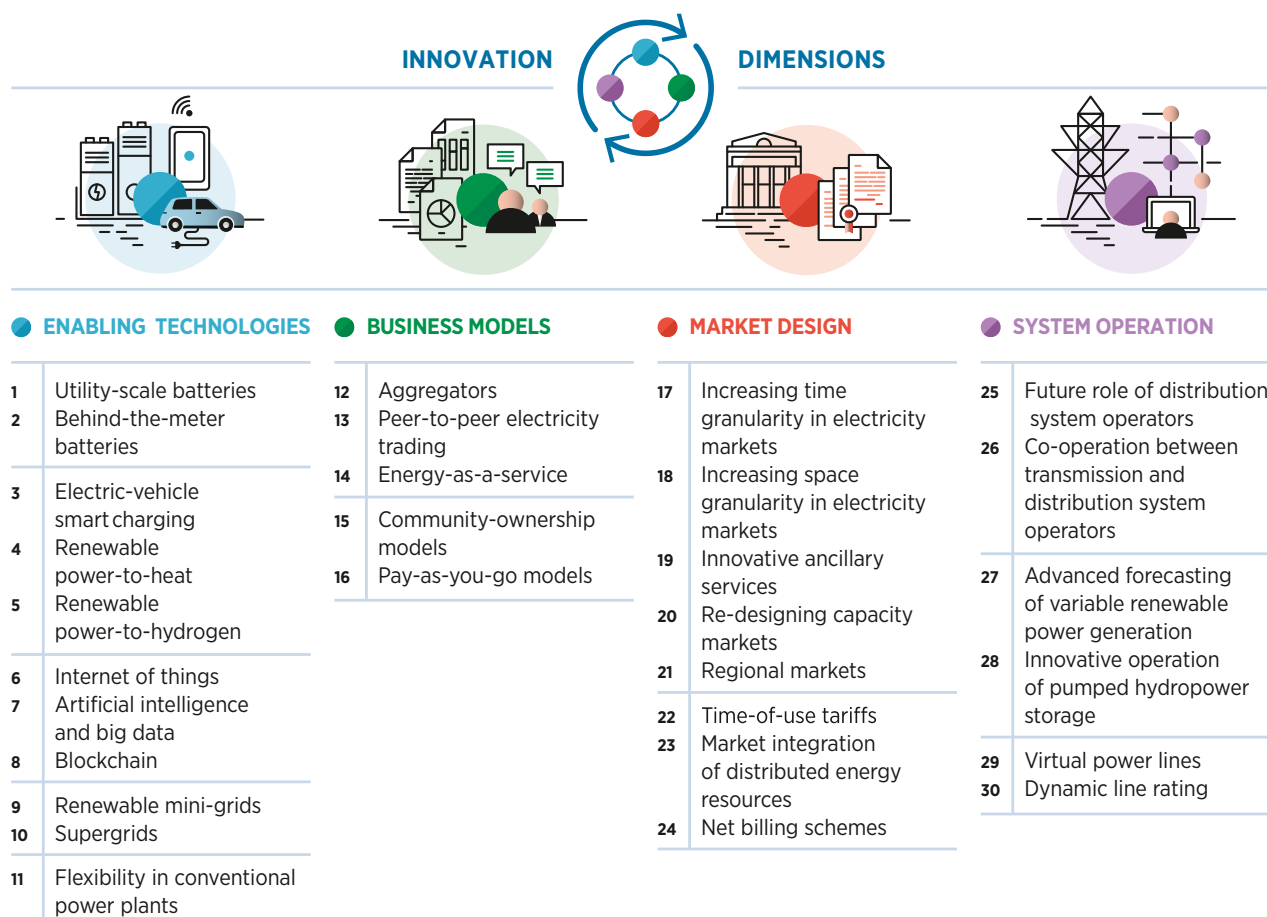 INNOVATION DIMENSIONS
ENABLING TECHNOLOGIES
1 Utility-scale batteries
2 Behind-the-meter
batteries
3 Electric-vehicle
smart charging
4 Renewable
power-to-heat
5 Renewable
power-to-hydrogen
6 Internet of things
7 Artificial intelligence
and big data
8 Blockchain
9 Renewable mini-grids
10 Supergrids
11 Flexibility in conventional
power plants
BUSINESS MODELS
12 Aggregators
13 Peer-to-peer electricity
trading
14 Energy-as-a-service
15 Community-ownership
models
16 Pay-as-you-go models
MARKET DESIGN
17 Increasing time
granularity in electricity
markets
18 Increasing space
granularity in electricity
markets
19 Innovative ancillary
services
20 Re-designing capacity
markets
21 Regional markets
22 Time-of-use tariffs
23 Market integration
of distributed energy
resources
24 Net billing schemes
SYSTEM OPERATION
25 Future role of distribution
system operators
26 Co-operation between
transmission and
distribution system
operators
27 Advanced forecasting
of variable renewable
power generation
28 Innovative operation
of pumped hydropower
storage
29 Virtual power lines
30 Dynamic line rating